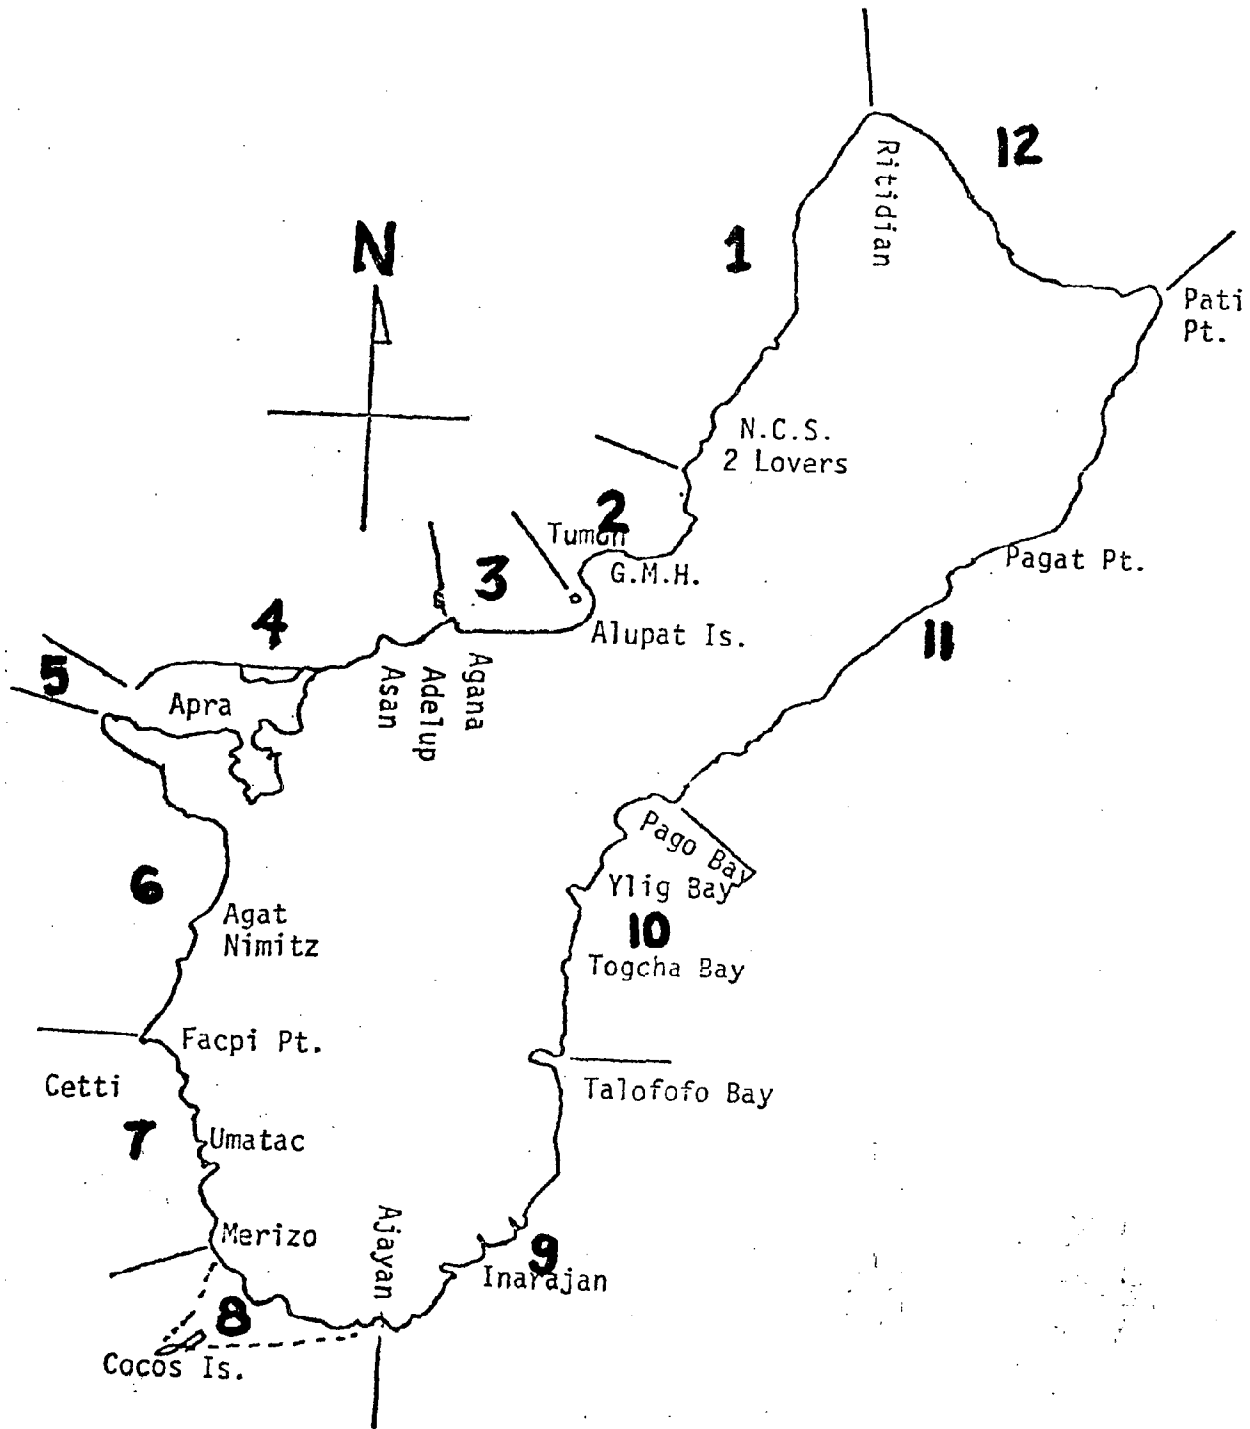 12
Ritidian
1
N
Pati
Pt.
N.C.S.
2 Lovers
2
Tumon
G.M.H.
3
Pagat Pt.
4
Alupat Is.
11
5
Apra
Asan
Adelup
Agana
Pago Bay
6
Ylig Bay
Agat
Nimitz
10
Togcha Bay
Facpi Pt.
Cetti
Talofofo Bay
7
Umatac
Merizo
Ajayan
9
Inarajan
8
Cocos Is.